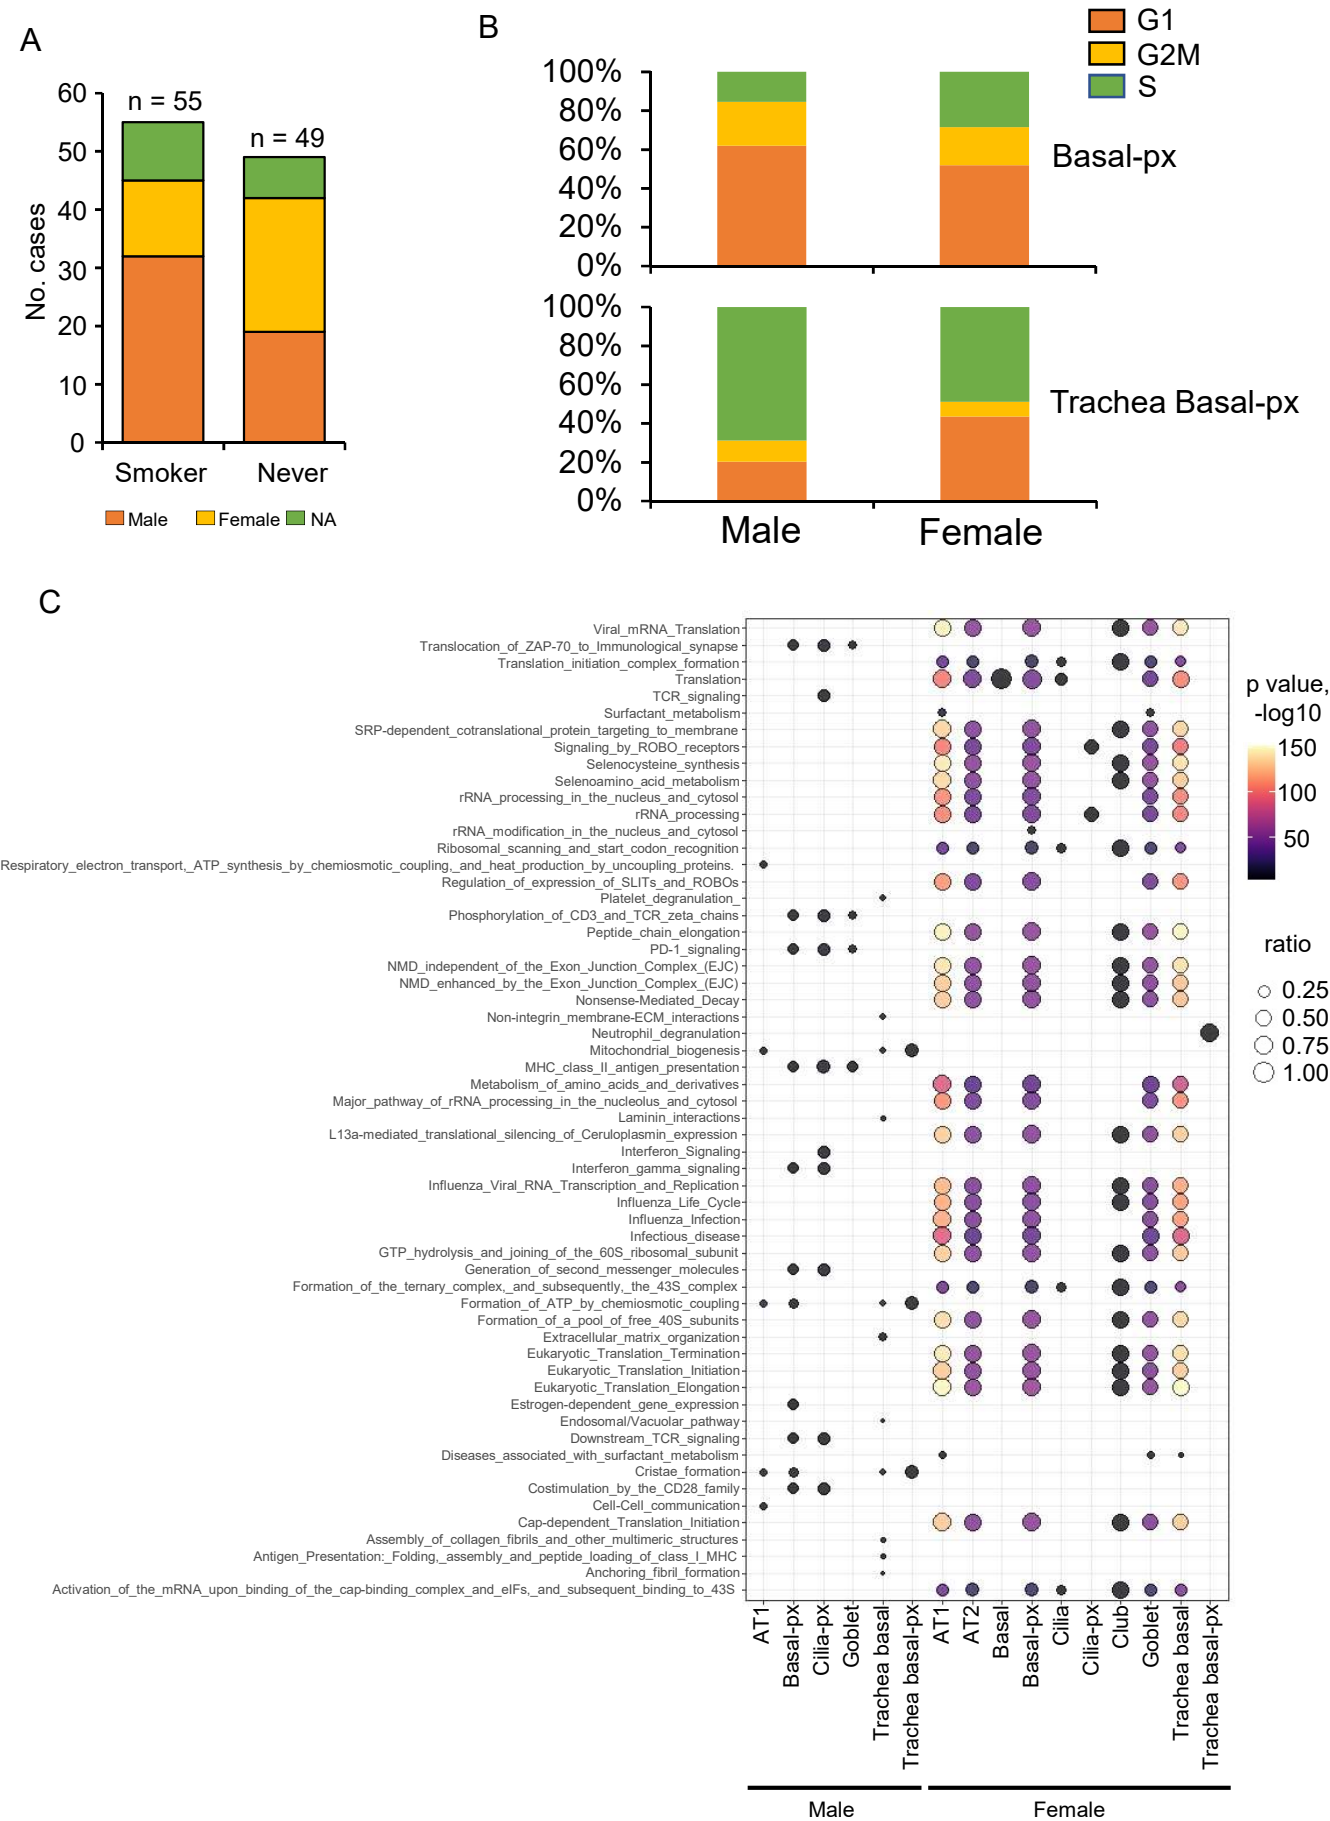 A
n = 55
n = 49
60
50
40
30
20
10
0
No. cases
Smoker
Never
Male
Female
NA
B
G1
G2M
S
100%
80%
60%
40%
20%
0%
Basal-px
100%
80%
60%
40%
20%
0%
Trachea Basal-px
Male
Female
C
Viral_mRNA_Translation
Translocation_of_ZAP-70_to_Immunological_synapse
Translation_initiation_complex_formation
Translation
TCR_signaling
Surfactant_metabolism
SRP-dependent_cotranslational_protein_targeting_to_membrane
Signaling_by_ROBO_receptors
Selenocysteine_synthesis
Selenoamino_acid_metabolism
rRNA_processing_in_the_nucleus_and_cytosol
rRNA_processing
rRNA_modification_in_the_nucleus_and_cytosol
Ribosomal_scanning_and_start_codon_recognition
Respiratory_electron_transport,_ATP_synthesis_by_chemiosmotic_coupling,_and_heat_production_by_uncoupling_proteins.
Regulation_of_expression_of_SLITs_and_ROBOs
Platelet_degranulation_
Phosphorylation_of_CD3_and_TCR_zeta_chains
Peptide_chain_elongation
PD-1_signaling
NMD_independent_of_the_Exon_Junction_Complex_(EJC)
NMD_enhanced_by_the_Exon_Junction_Complex_(EJC)
Nonsense-Mediated_Decay
Non-integrin_membrane-ECM_interactions
Neutrophil_degranulation
Mitochondrial_biogenesis
MHC_class_II_antigen_presentation
Metabolism_of_amino_acids_and_derivatives
Major_pathway_of_rRNA_processing_in_the_nucleolus_and_cytosol
Laminin_interactions
L13a-mediated_translational_silencing_of_Ceruloplasmin_expression
Interferon_Signaling
Interferon_gamma_signaling
Influenza_Viral_RNA_Transcription_and_Replication
Influenza_Life_Cycle
Influenza_Infection
Infectious_disease
GTP_hydrolysis_and_joining_of_the_60S_ribosomal_subunit
Generation_of_second_messenger_molecules
Formation_of_the_ternary_complex,_and_subsequently,_the_43S_complex
Formation_of_ATP_by_chemiosmotic_coupling
Formation_of_a_pool_of_free_40S_subunits
Extracellular_matrix_organization
Eukaryotic_Translation_Termination
Eukaryotic_Translation_Initiation
Eukaryotic_Translation_Elongation
Estrogen-dependent_gene_expression
Endosomal/Vacuolar_pathway
Downstream_TCR_signaling
Diseases_associated_with_surfactant_metabolism
Cristae_formation
Costimulation_by_the_CD28_family
Cell-Cell_communication
Cap-dependent_Translation_Initiation
Assembly_of_collagen_fibrils_and_other_multimeric_structures
Antigen_Presentation:_Folding,_assembly_and_peptide_loading_of_class_I_MHC
Anchoring_fibril_formation
Activation_of_the_mRNA_upon_binding_of_the_cap-binding_complex_and_eIFs,_and_subsequent_binding_to_43S
p value,
-log10
150
100
50
ratio
0.25
0.50
0.75
1.00
AT1
Basal-px
Cilia-px
Goblet
Trachea basal
Trachea basal-px
AT1
AT2
Basal
Basal-px
Cilia
Cilia-px
Club
Goblet
Trachea basal
Trachea basal-px
Male
Female